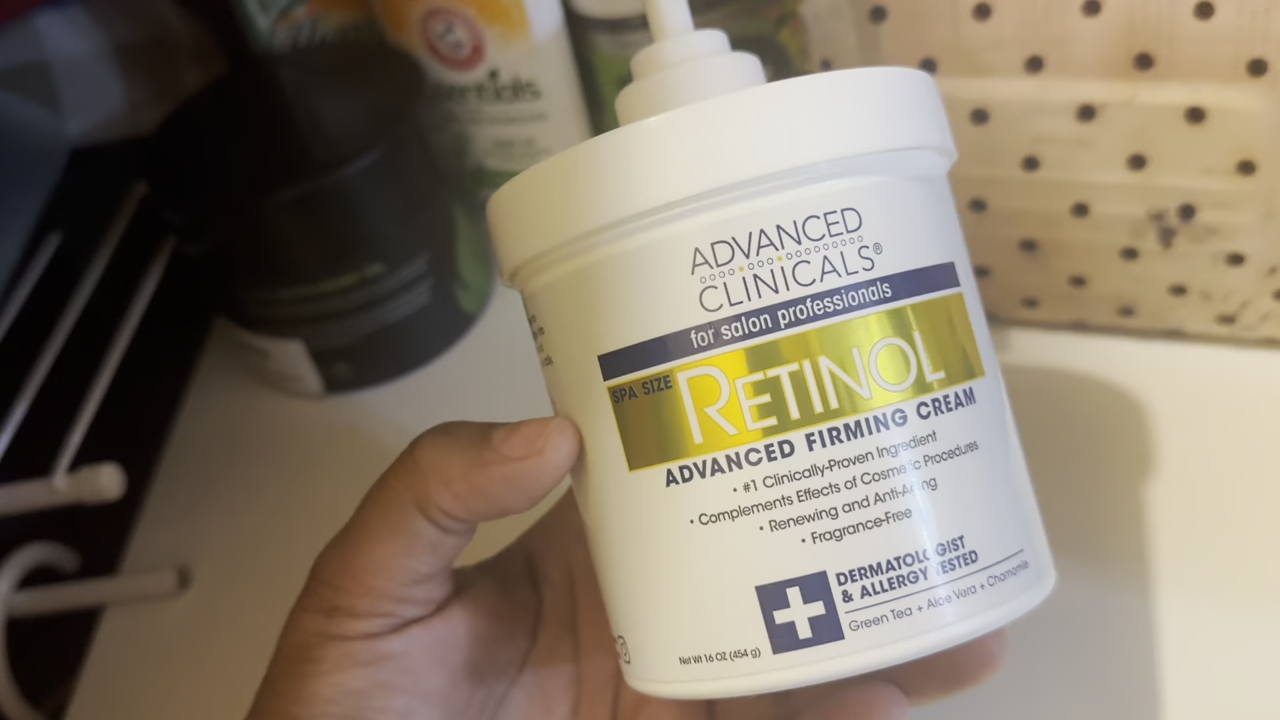 ADVANCED
CLINICALS®
for salon professionals
SPA SIZE RETINOL
ADVANCED FIRMING CREAM
• #1 Clinically-Proven Ingredient
• Complements Effects of Cosmetic Procedures
• Renewing and Anti-Aging
• Fragrance-Free
DERMATOLOGIST
& ALLERGY TESTED
Green Tea + Aloe Vera + Chamomile
Net Wt 16 OZ (454 g)